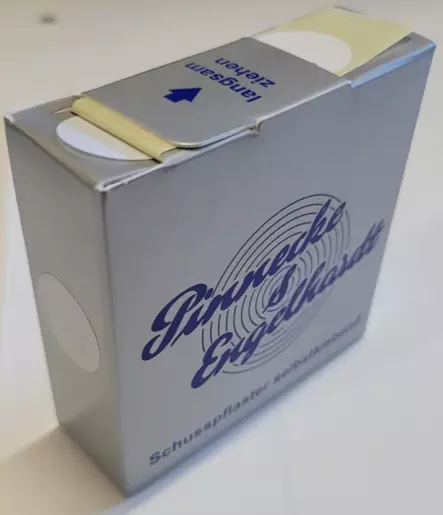 langsam
ziehen
Pinnecke
&
Engelhardt
Schusspflaster selbstklebend